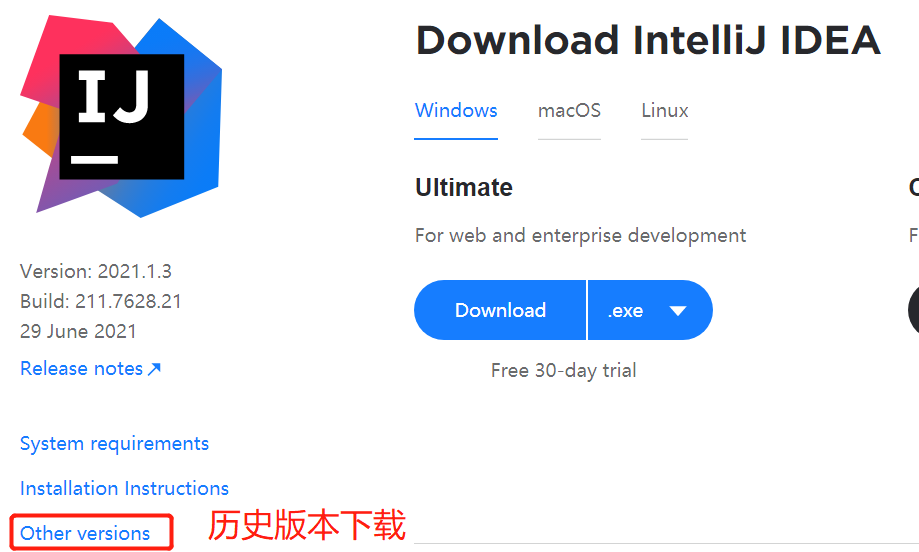 IJ
Download IntelliJ IDEA
Windows macOS Linux
Ultimate
For web and enterprise development
Download .exe
Free 30-day trial
Version: 2021.1.3
Build: 211.7628.21
29 June 2021
Release notes
System requirements
Installation Instructions
Other versions 历史版本下载